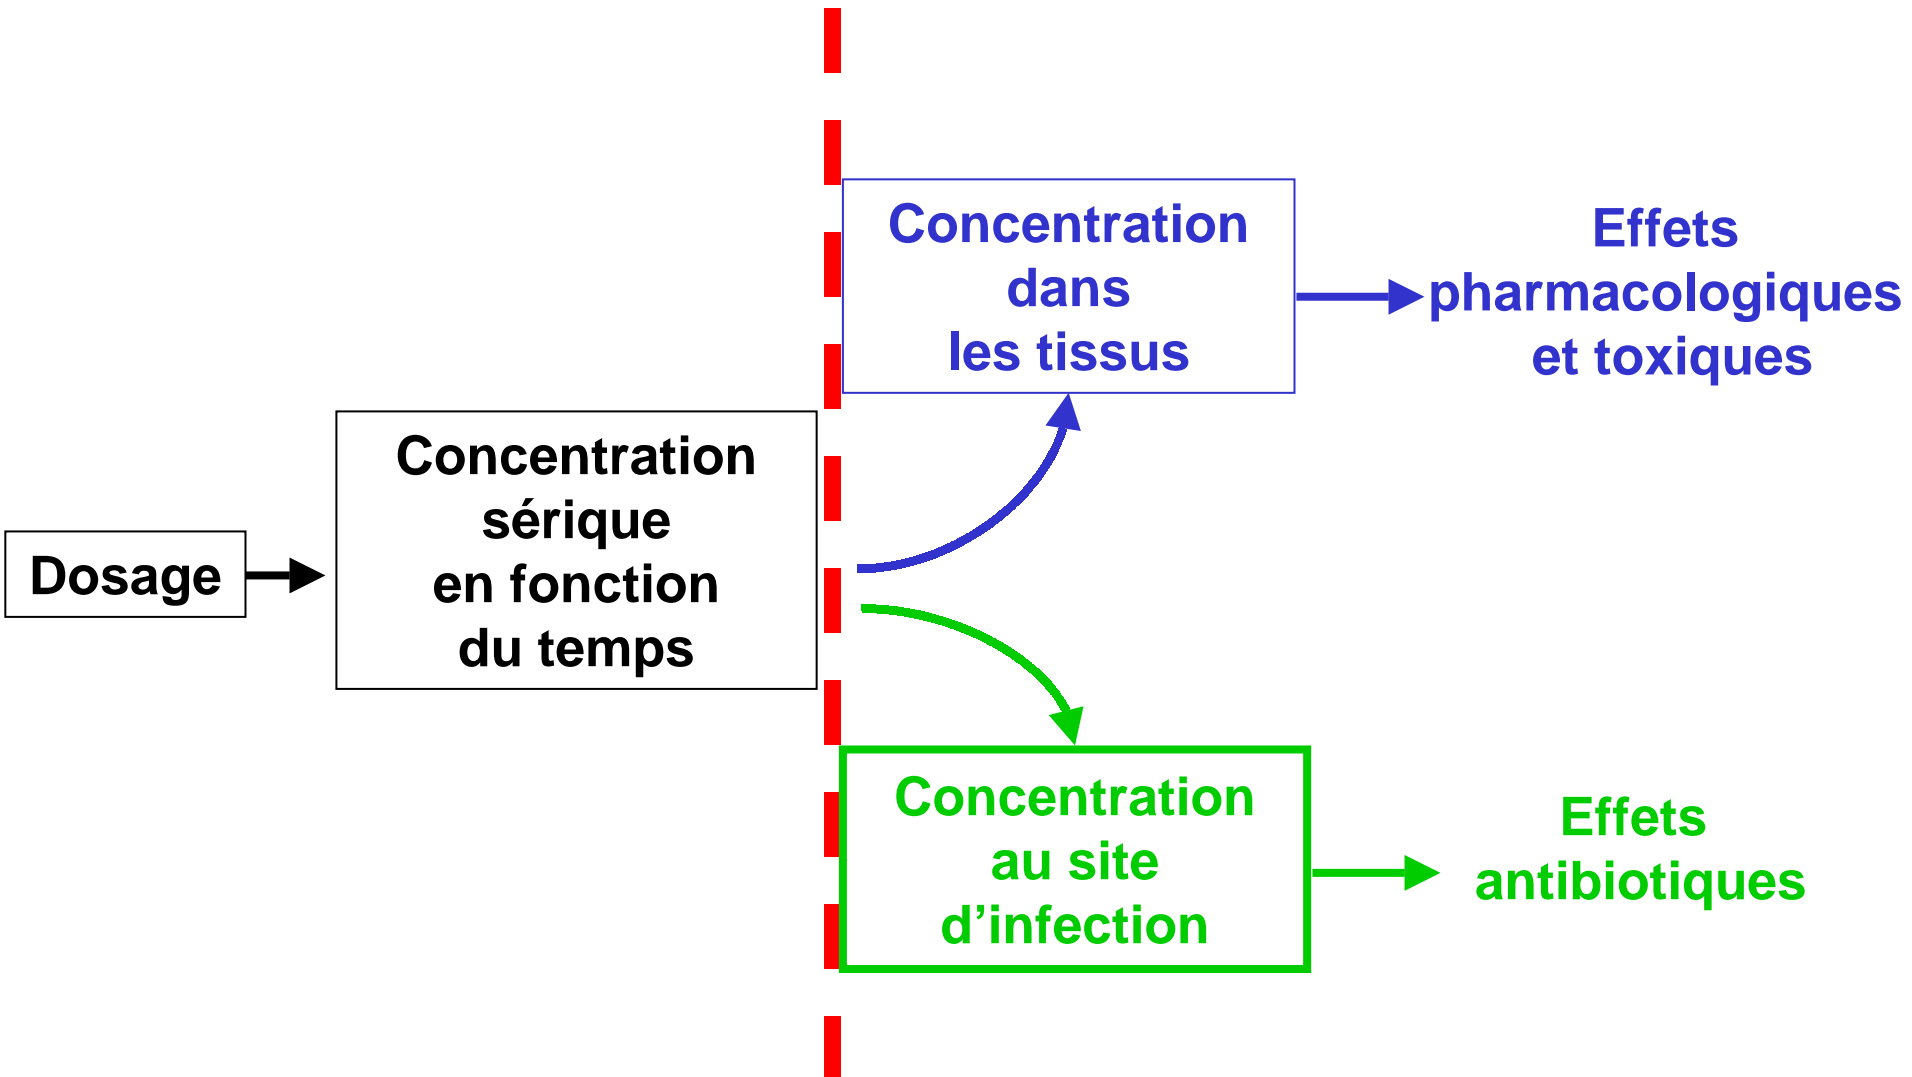 Dosage
Concentration
sérique
en fonction
du temps
Concentration
dans
les tissus
Effets
pharmacologiques
et toxiques
Concentration
au site
d’infection
Effets
antibiotiques